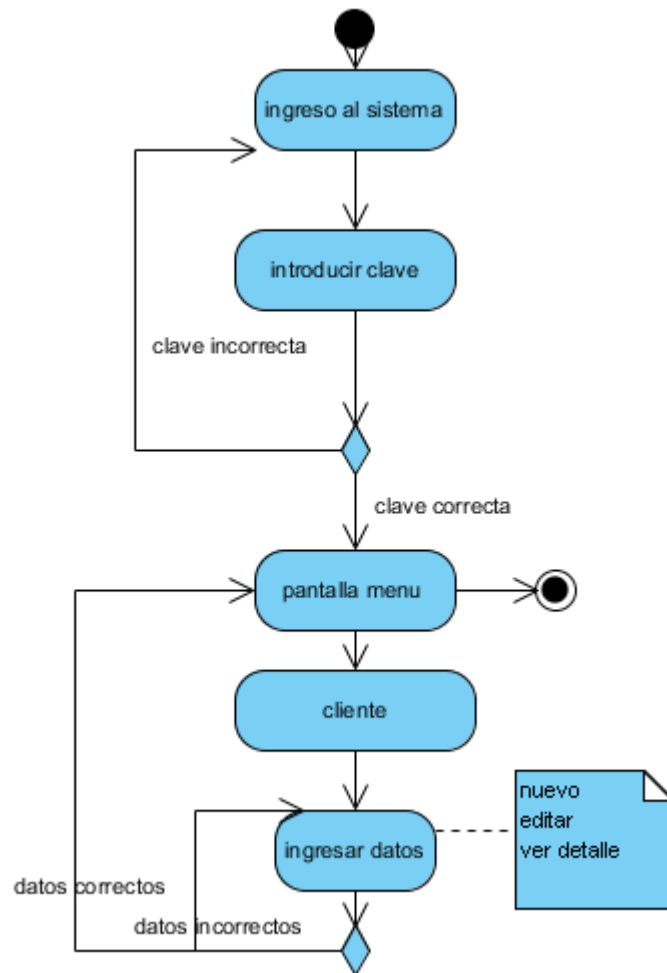 ingreso al sistema
introducir clave
clave incorrecta
clave correcta
pantalla menu
cliente
nuevo
editar
ver detalle
ingresar datos
datos correctos
datos incorrectos